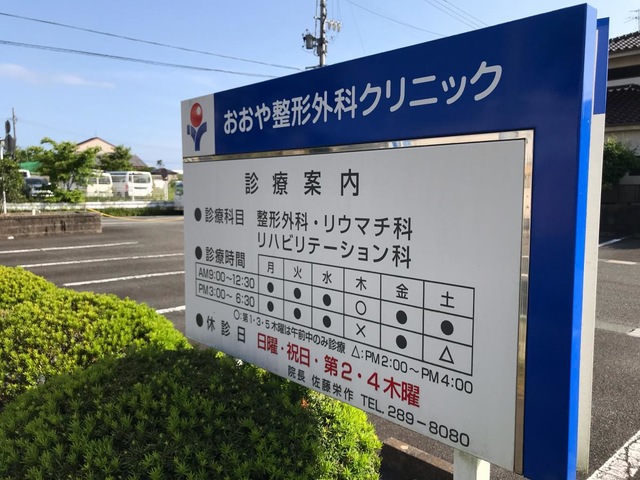 おおや整形外科クリニック
診療案内
●診療科目 整形外科・リウマチ科
リハビリテーション科
●診療時間
月 火 水 木 金 土
AM9:00~12:30 ● ● ● ○ ● ●
PM3:00~6:30 ● ● ● × ● △
○:第1・3・5木曜は午前中のみ診療 △:PM2:00~PM4:00
●休診日 日曜・祝日・第2・4木曜
院長 佐藤栄作 TEL.289-8080